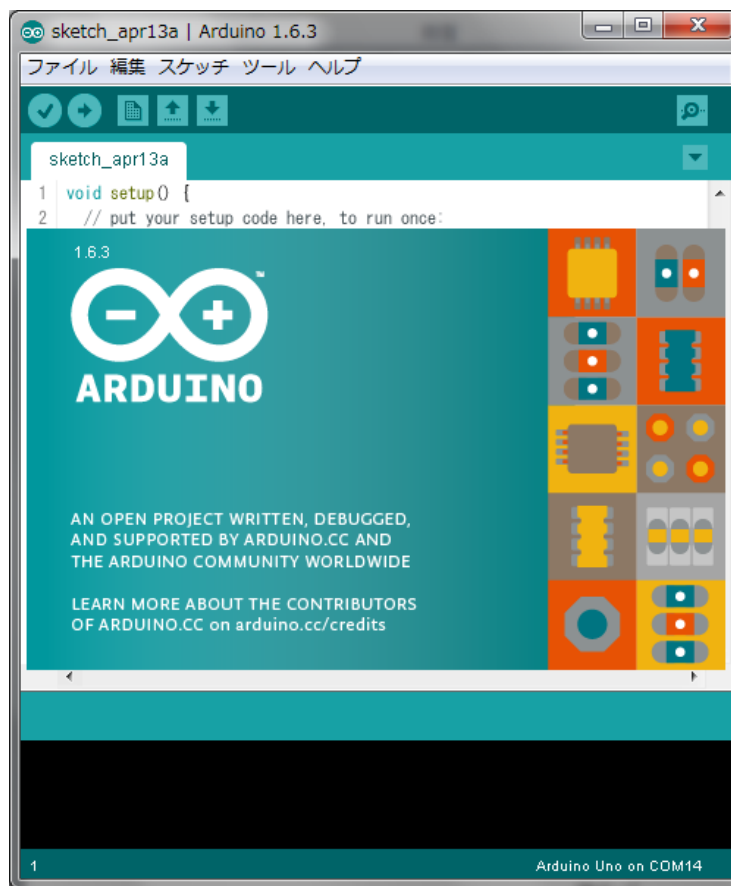 sketch_apr13a | Arduino 1.6.3
ファイル 編集 スケッチ ツール ヘルプ
sketch_apr13a
1 void setup() {
2 // put your setup code here, to run once:
1.6.3
™
ARDUINO
AN OPEN PROJECT WRITTEN, DEBUGGED,
AND SUPPORTED BY ARDUINO.CC AND
THE ARDUINO COMMUNITY WORLDWIDE
LEARN MORE ABOUT THE CONTRIBUTORS
OF ARDUINO.CC on arduino.cc/credits
1 Arduino Uno on COM14